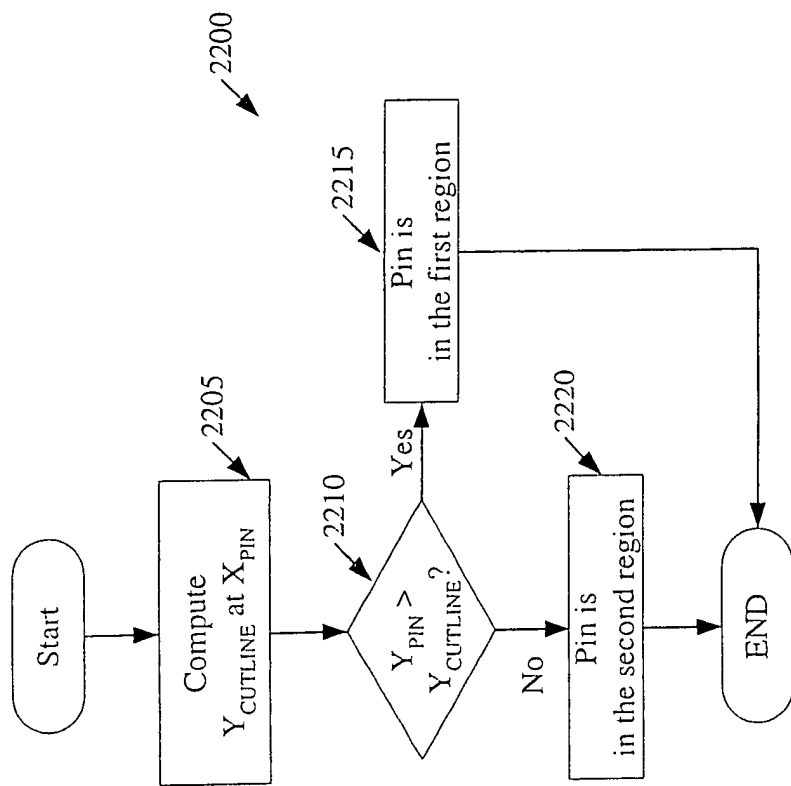 2200
Start
2205
Compute
Y_CUTLINE at X_PIN
2210
Y_PIN >
Y_CUTLINE?
Yes
2215
Pin is
in the first region
No
2220
Pin is
in the second region
END